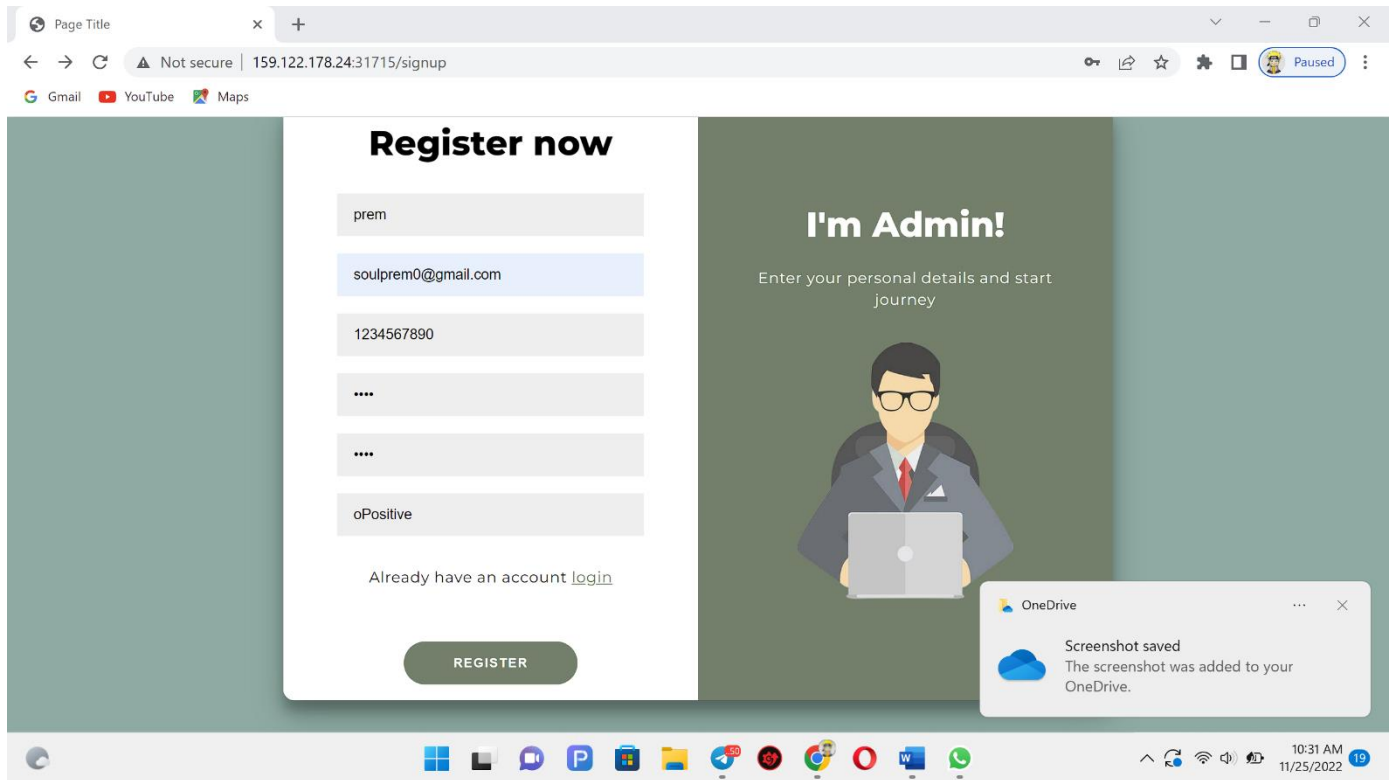 Page Title
Not secure 159.122.178.24:31715/signup
Paused
Gmail YouTube Maps
Register now
prem
soulprem0@gmail.com
1234567890
••••
••••
oPositive
Already have an account login
REGISTER
I'm Admin!
Enter your personal details and start
journey
OneDrive
Screenshot saved
The screenshot was added to your
OneDrive.
50
10:31 AM
11/25/2022
19